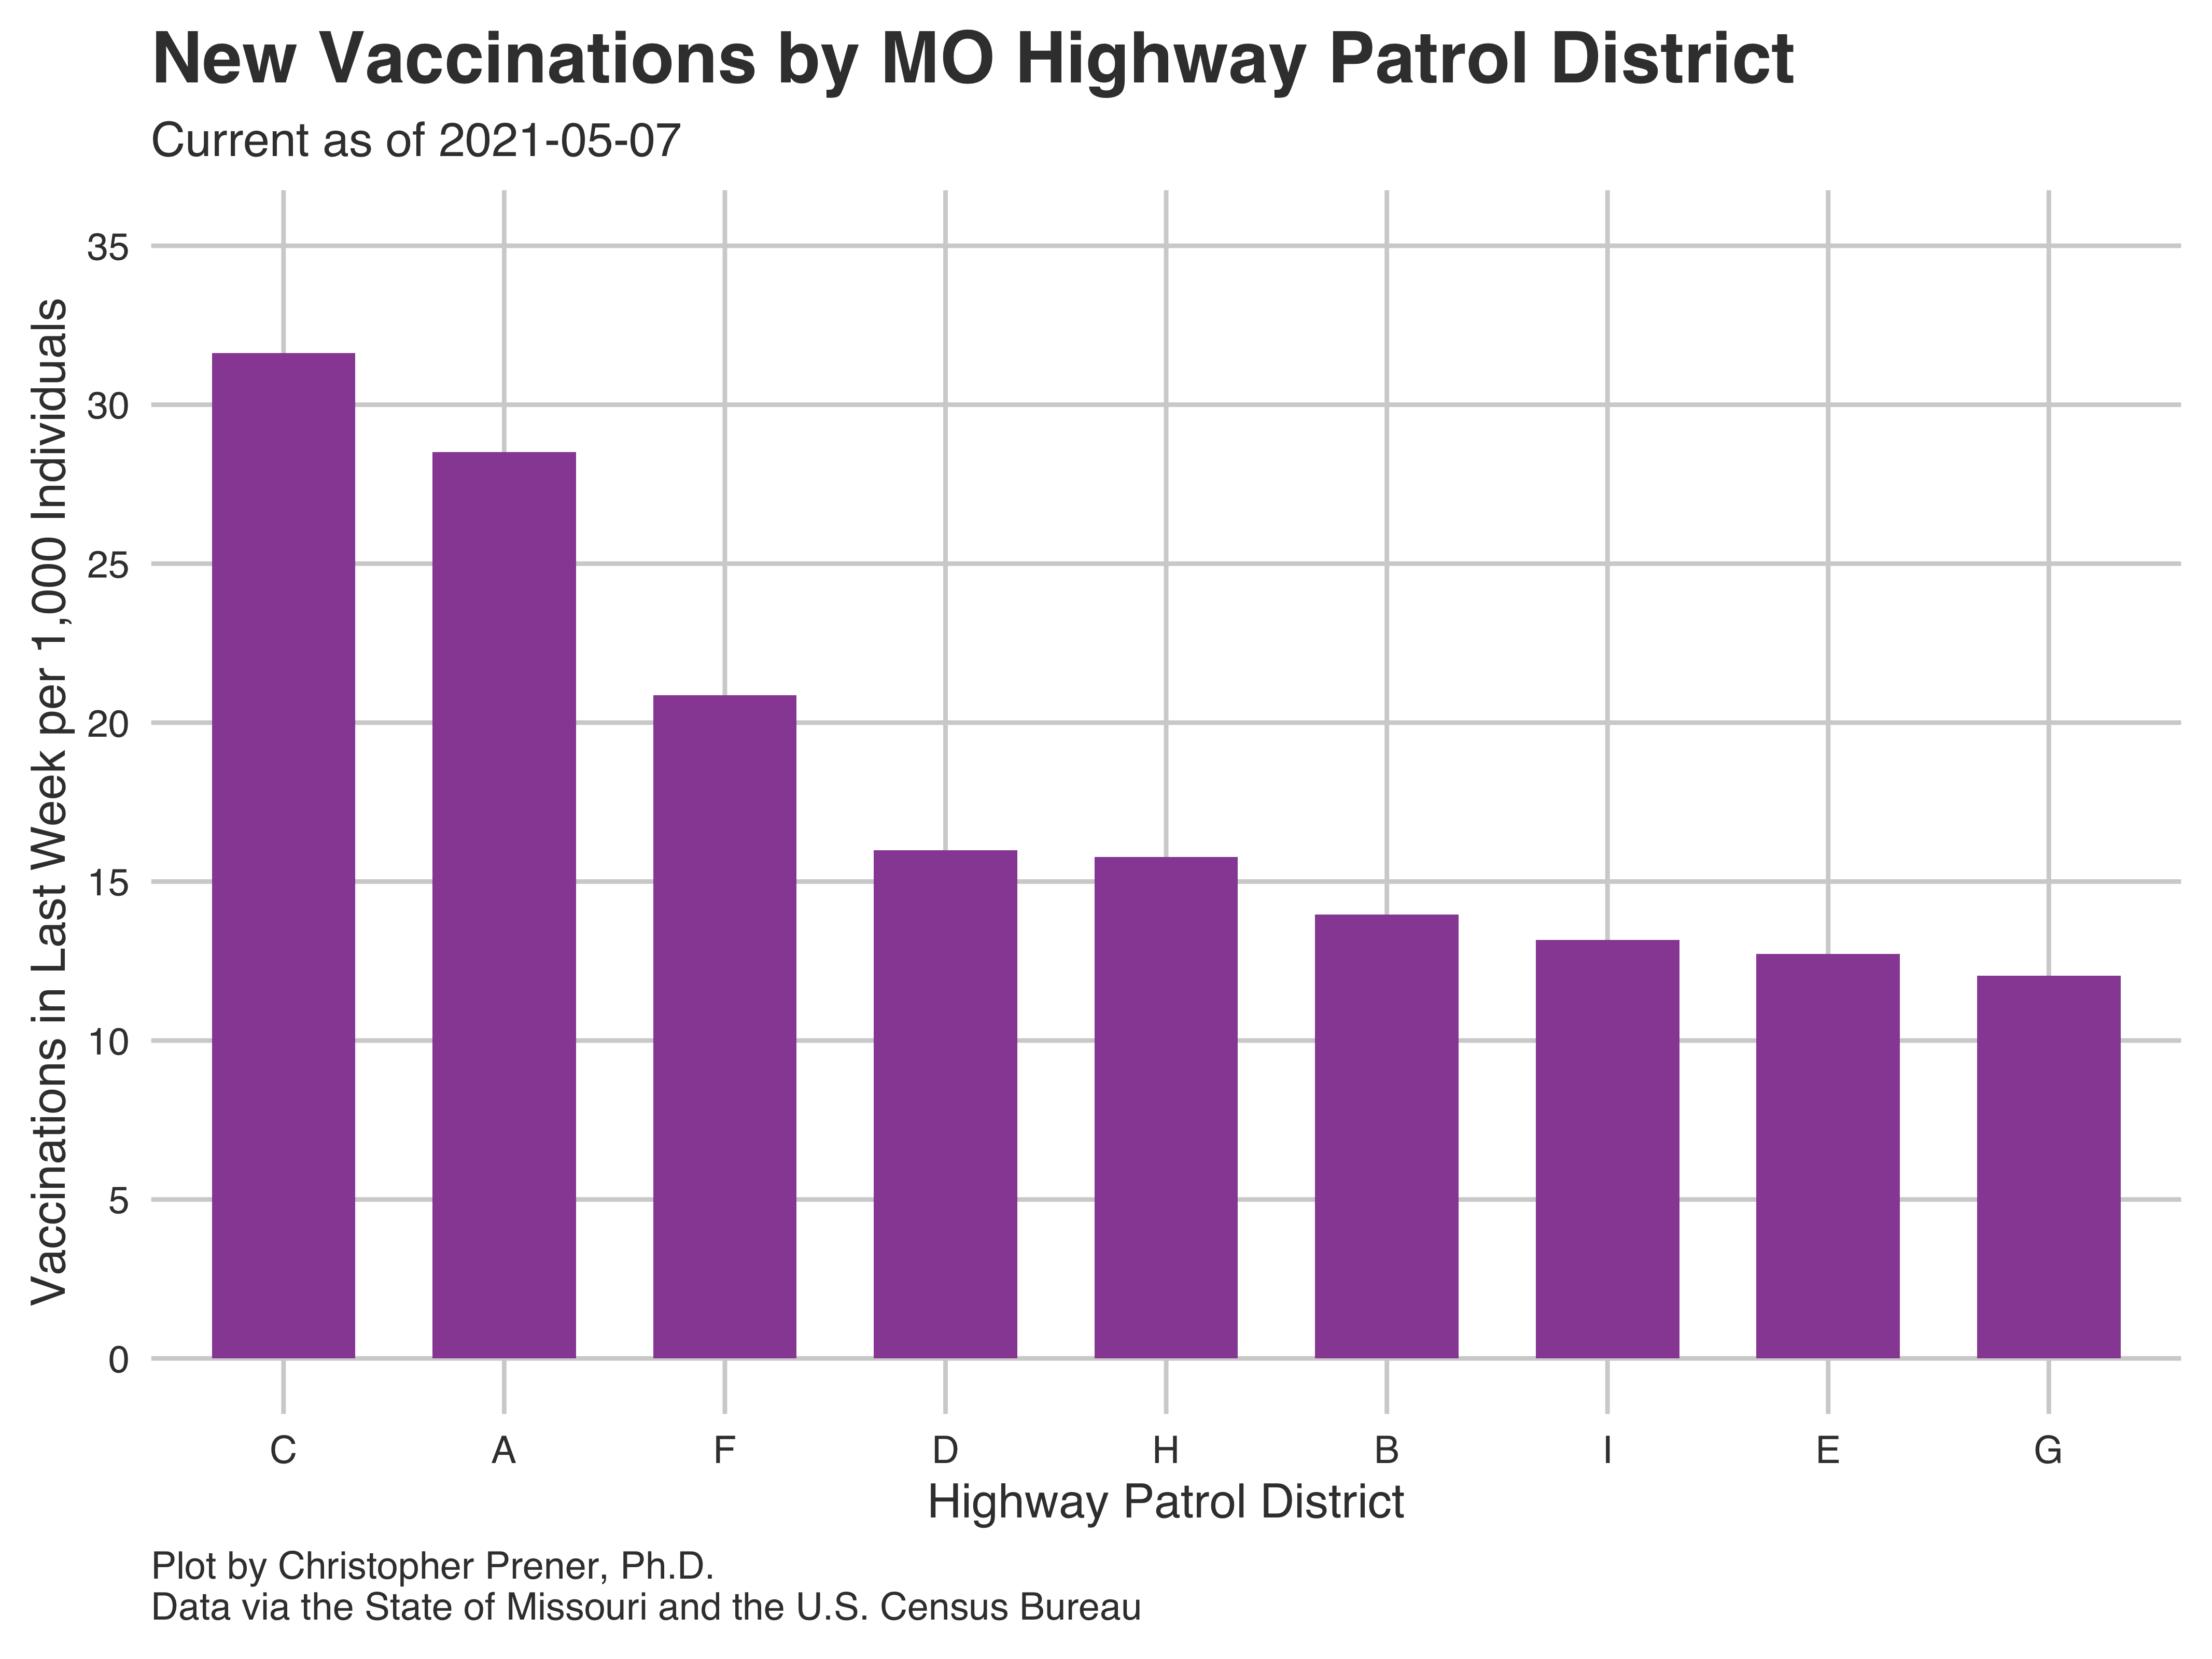 New Vaccinations by MO Highway Patrol District
Current as of 2021-05-07
Vaccinations in Last Week per 1,000 Individuals
35
30
25
20
15
10
5
0
C A F D H B I E G
Highway Patrol District
Plot by Christopher Prener, Ph.D.
Data via the State of Missouri and the U.S. Census Bureau